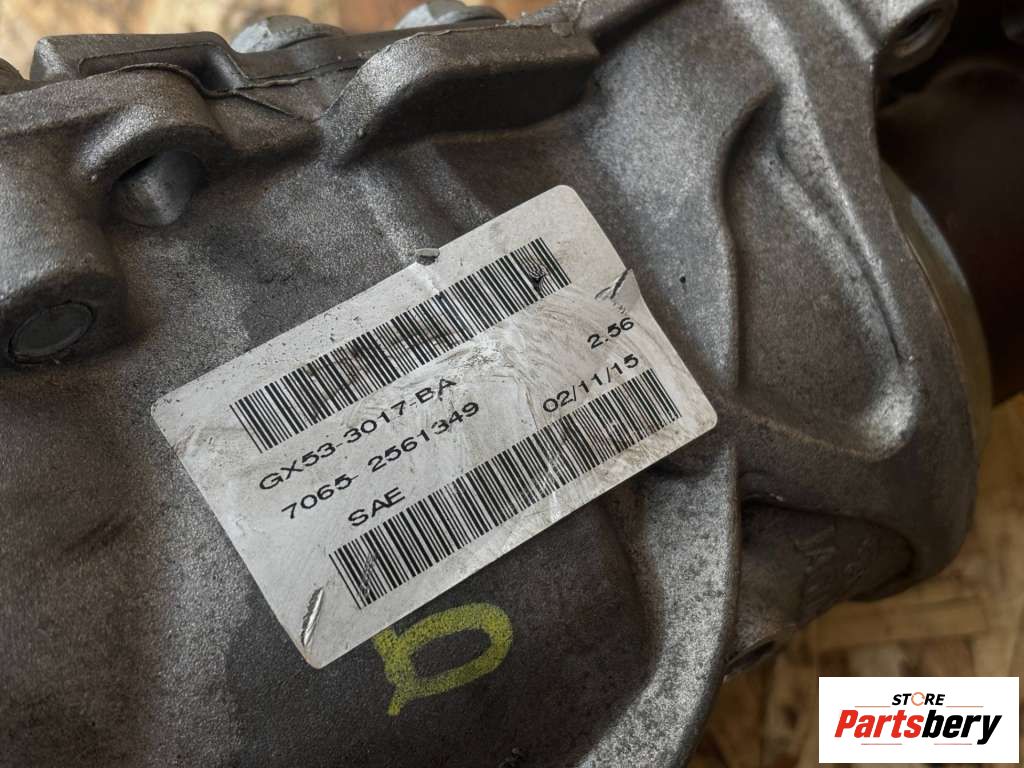 GX53-3017-BA
7065- 2561349
2.56
SAE
02/11/15
STORE
Partsbery